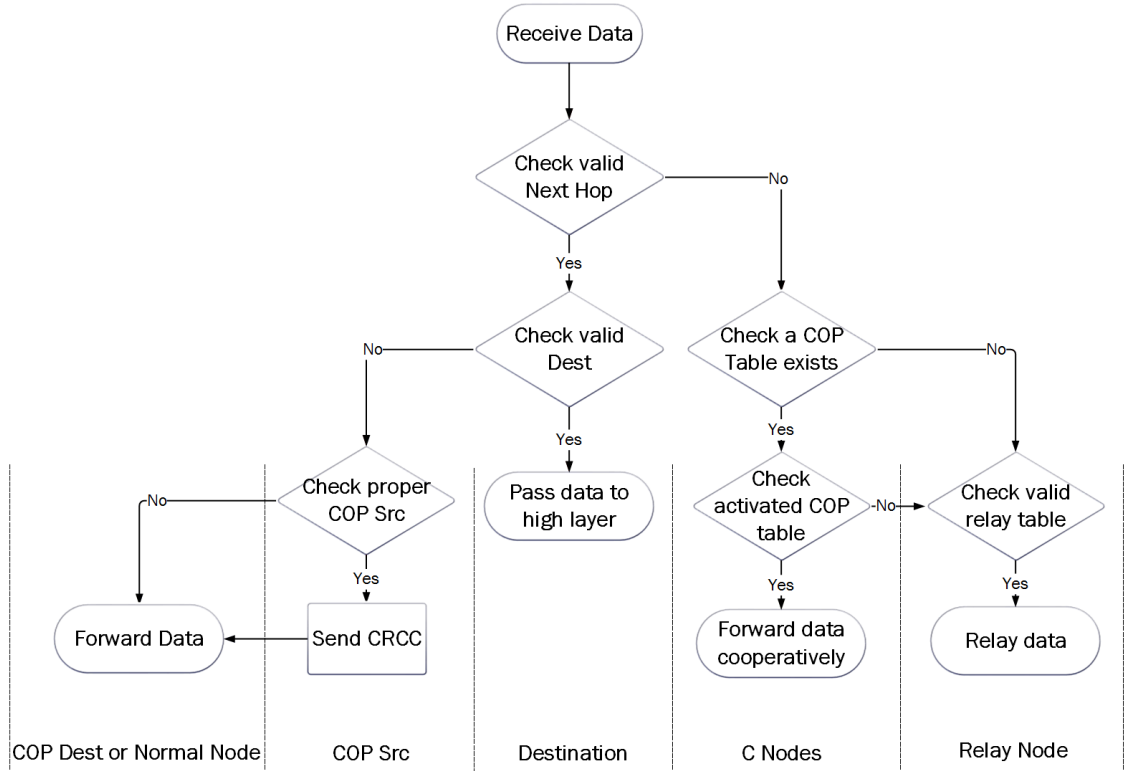 Receive Data
Check valid
Next Hop
No
Yes
Check valid
Dest
No
Yes
Check a COP
Table exists
No
Yes
Check proper
COP Src
No
Yes
Pass data to
high layer
Check
activated COP
table
No
Yes
Check valid
relay table
Yes
Forward Data
Send CRCC
Forward data
cooperatively
Relay data
COP Dest or Normal Node
COP Src
Destination
C Nodes
Relay Node